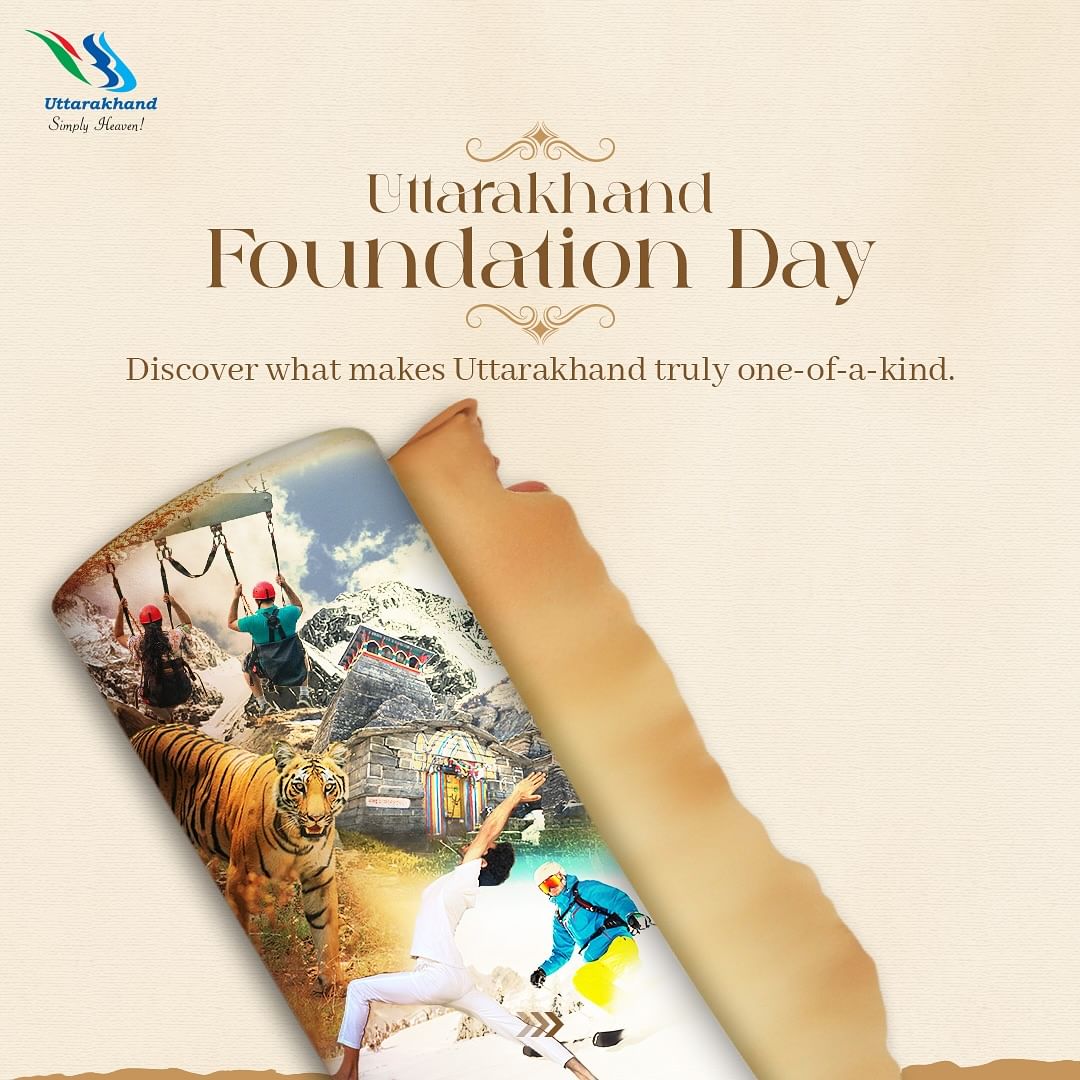 Uttarakhand
Simply Heaven!
Uttarakhand
Foundation Day
Discover what makes Uttarakhand truly one-of-a-kind.